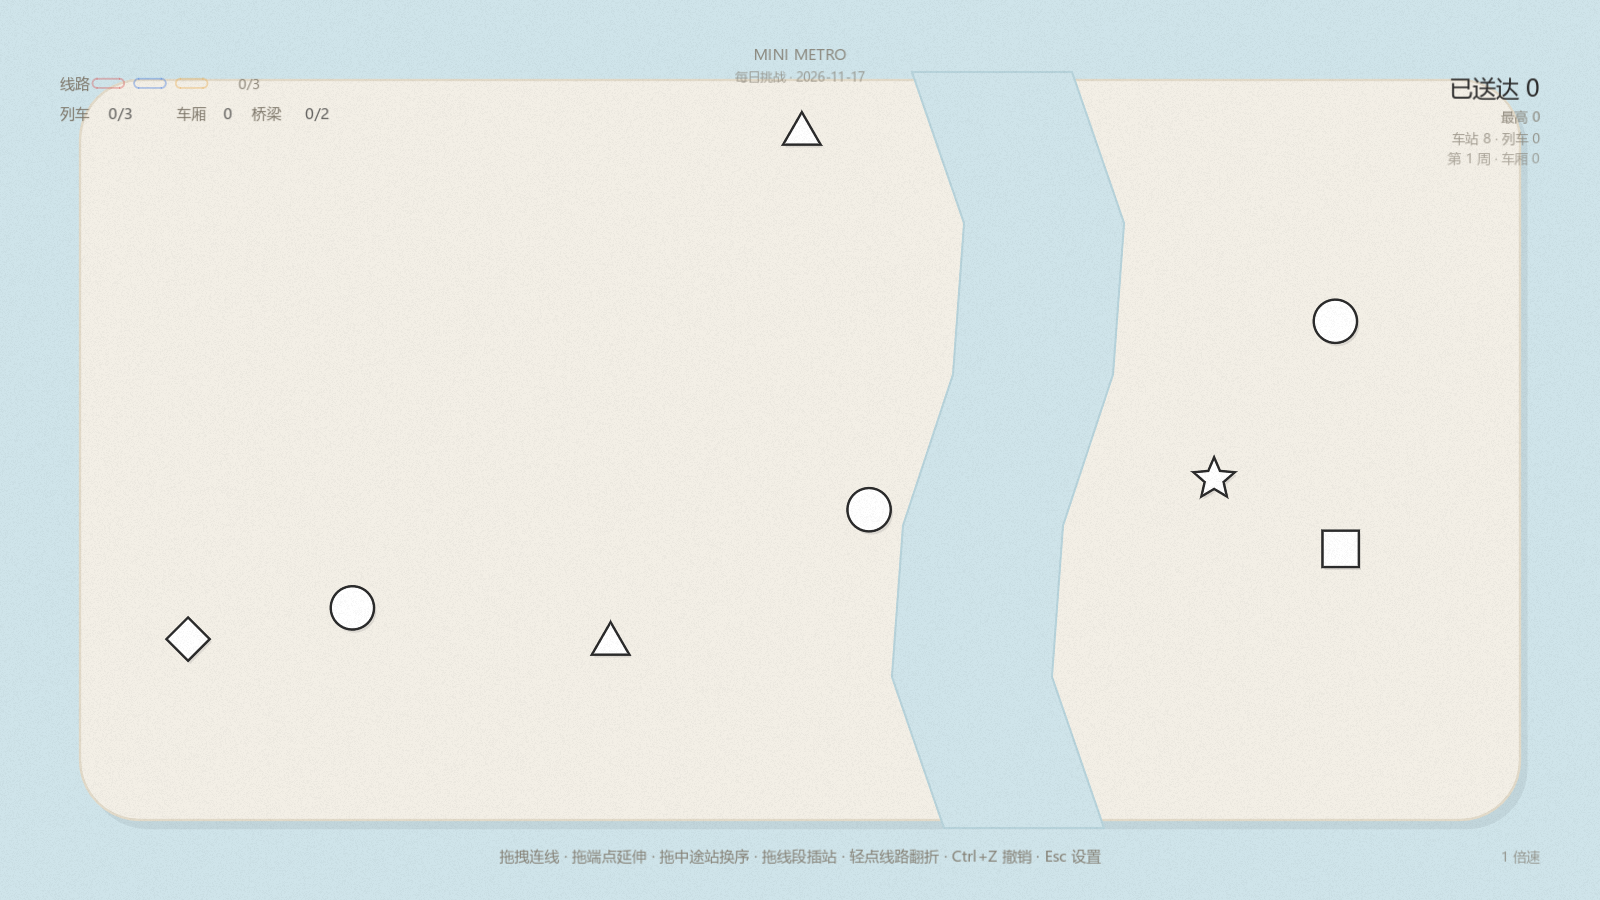 MINI METRO
每日挑战 · 2026-11-17
线路 0/3
列车 0/3 车厢 0 桥梁 0/2
已送达 0
最高 0
车站 8 · 列车 0
第 1 周 · 车厢 0
拖拽连线 · 拖端点延伸 · 拖中途站换序 · 拖线段插站 · 轻点线路翻折 · Ctrl+Z 撤销 · Esc 设置
1 倍速